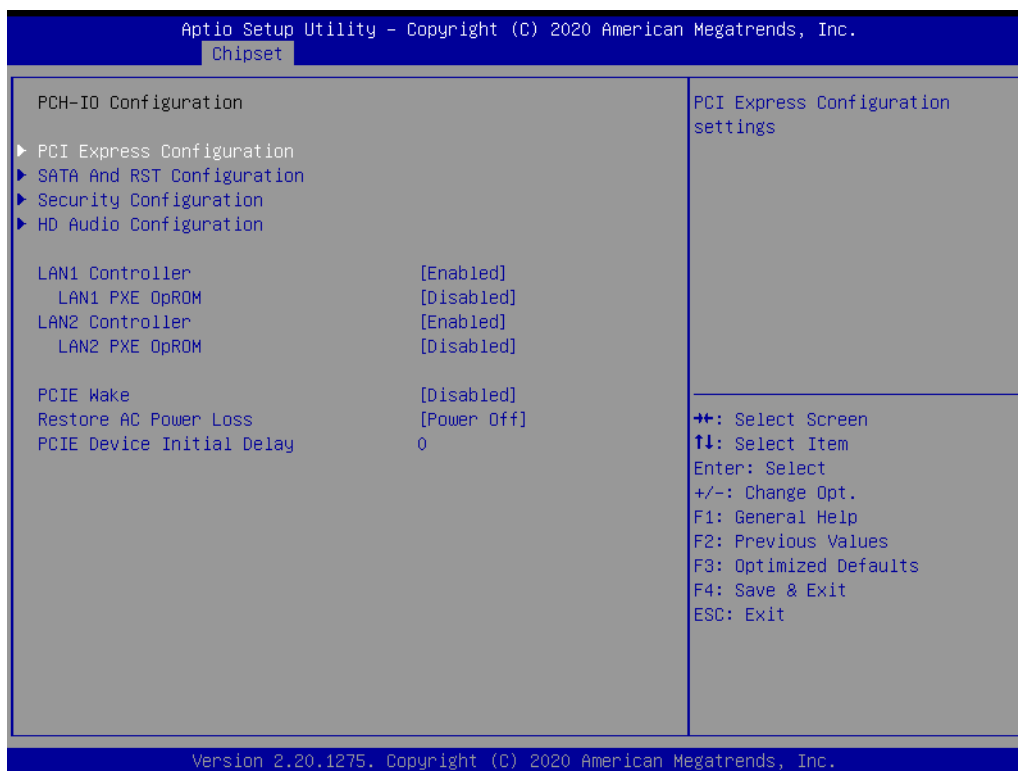 Aptio Setup Utility – Copyright (C) 2020 American Megatrends, Inc.
Chipset
PCH-IO Configuration
PCI Express Configuration
SATA And RST Configuration
Security Configuration
HD Audio Configuration
LAN1 Controller [Enabled]
LAN1 PXE OpROM [Disabled]
LAN2 Controller [Enabled]
LAN2 PXE OpROM [Disabled]
PCIE Wake [Disabled]
Restore AC Power Loss [Power Off]
PCIE Device Initial Delay 0
PCI Express Configuration
settings
→←: Select Screen
↑↓: Select Item
Enter: Select
+/-: Change Opt.
F1: General Help
F2: Previous Values
F3: Optimized Defaults
F4: Save & Exit
ESC: Exit
Version 2.20.1275. Copyright (C) 2020 American Megatrends, Inc.